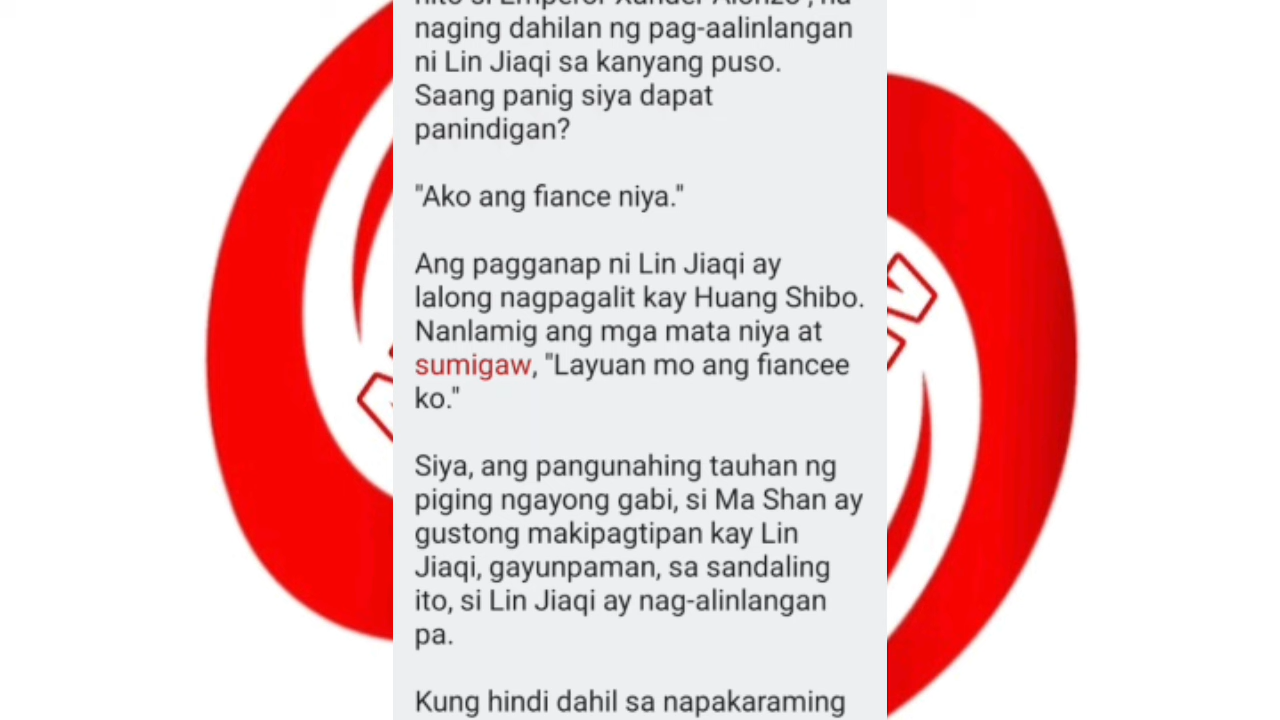 naging dahilan ng pag-aalinlangan
ni Lin Jiaqi sa kanyang puso.
Saang panig siya dapat
panindigan?
"Ako ang fiance niya."
Ang pagganap ni Lin Jiaqi ay
lalong nagpagalit kay Huang Shibo.
Nanlamig ang mga mata niya at
sumigaw, "Layuan mo ang fiancee
ko."
Siya, ang pangunahing tauhan ng
piging ngayong gabi, si Ma Shan ay
gustong makipagtipan kay Lin
Jiaqi, gayunpaman, sa sandaling
ito, si Lin Jiaqi ay nag-alinlangan
pa.
Kung hindi dahil sa napakaraming